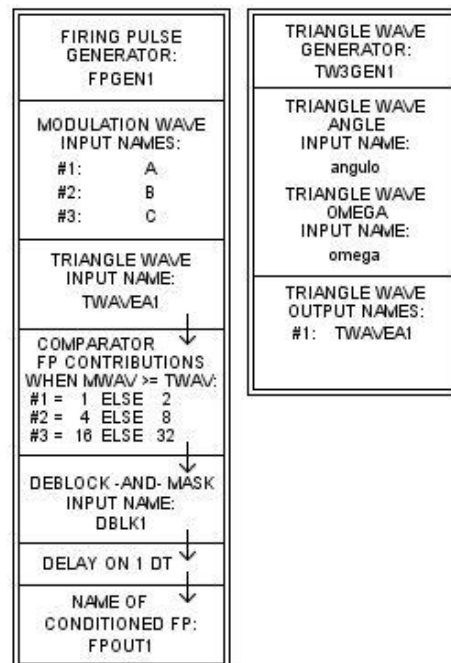 FIRING PULSE
GENERATOR:
FPGEN1
MODULATION WAVE
INPUT NAMES:
#1: A
#2: B
#3: C
TRIANGLE WAVE
INPUT NAME:
TWAVEA1
COMPARATOR
FP CONTRIBUTIONS
WHEN MWAV >= TWAV:
#1 = 1 ELSE 2
#2 = 4 ELSE 8
#3 = 16 ELSE 32
DEBLOCK -AND- MASK
INPUT NAME:
DBLK1
DELAY ON 1 DT
NAME OF
CONDITIONED FP:
FPOUT1
TRIANGLE WAVE
GENERATOR:
TW3GEN1
TRIANGLE WAVE
ANGLE
INPUT NAME:
angulo
TRIANGLE WAVE
OMEGA
INPUT NAME:
omega
TRIANGLE WAVE
OUTPUT NAMES:
#1: TWAVEA1